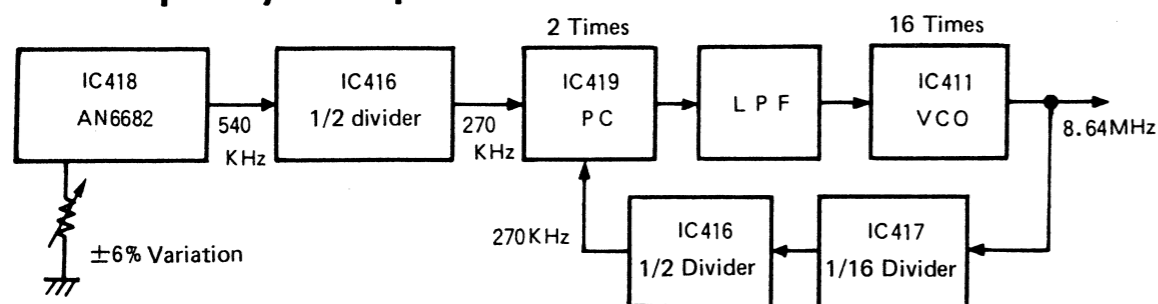 2 Times
16 Times
IC418
AN6682
540
KHz
IC416
1/2 divider
270
KHz
IC419
PC
LPF
IC411
VCO
8.64MHz
±6% Variation
270KHz
IC416
1/2 Divider
IC417
1/16 Divider